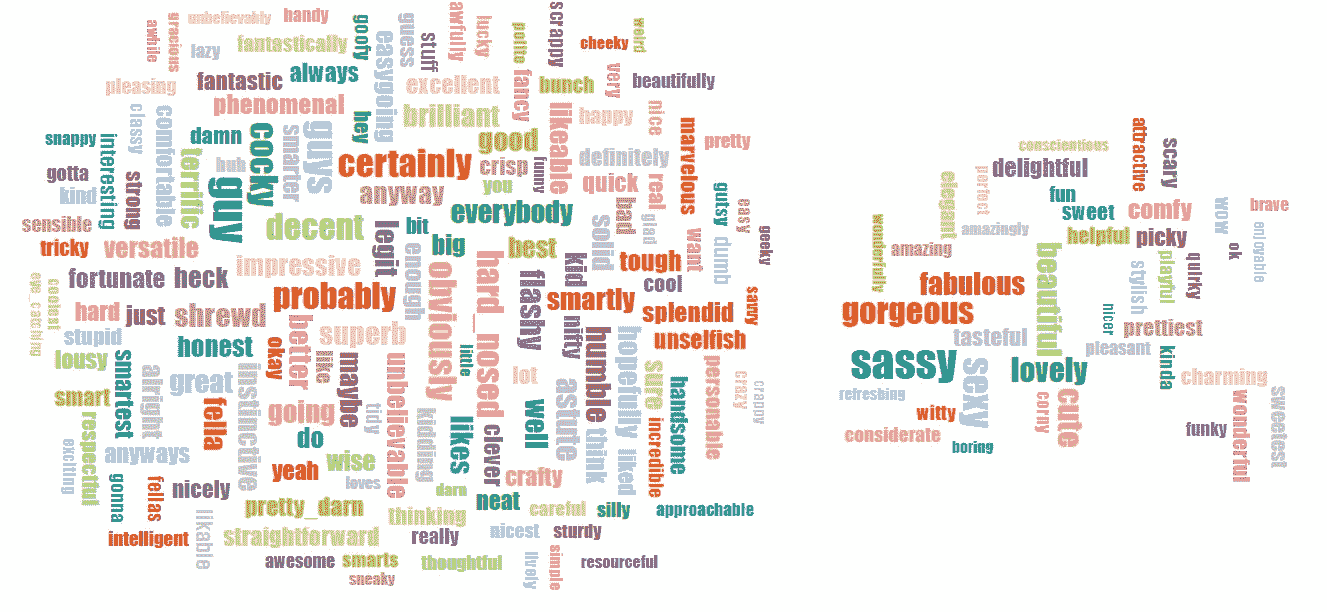 unbelievably
handy
gracious
awhile
lazy
fantastically
goofy
guess
easygoing
stuff
awfully
lucky
polite
scrappy
cheeky
weird
pleasing
fantastic
always
excellent
fancy
bunch
very
beautifully
phenomenal
brilliant
hey
likeable
happy
nice
snappy
interesting
classy
comfortable
damn
cocky
smarter
guys
good
marvelous
pretty
certainly
crisp
funny
definitely
gotta
kind
strong
terrific
huh
guy
anyway
you
quick
real
gutsy
easy
geeky
sensible
decent
everybody
bad
glad
tricky
versatile
legit
bit
big
best
solid
want
dumb
tough
cool
fortunate
heck
impressive
enough
obviously
hard_nosed
flashy
kid
smartly
splendid
savvy
eye_catching
content
hard
just
shrewd
probably
superb
nifty
humble
hopefully
unselfish
stupid
lousy
honest
okay
better
like
maybe
unbelievable
little
lot
smart
smartest
alright
great
instinctive
fella
going
do
tidy
kidding
likes
clever
well
astute
think
liked
sure
incredible
handsome
personable
crazy
crappy
respectful
exciting
anyways
yeah
wise
loves
gonna
fellas
nicely
darn
neat
crafty
careful
silly
approachable
intelligent
likable
pretty_darn
straightforward
thinking
really
nicest
sturdy
awesome
smarts
sneaky
thoughtful
lively
simple
resourceful
conscientious
attractive
scary
delightful
perfect
elegant
fun
sweet
comfy
wow
brave
wonderfully
amazing
amazingly
helpful
picky
ok
enjoyable
fabulous
gorgeous
beautiful
stylish
playful
quirky
nicer
prettiest
tasteful
pleasant
sassy
sexy
lovely
kinda
charming
refreshing
witty
corny
cute
wonderful
sweetest
considerate
boring
funky